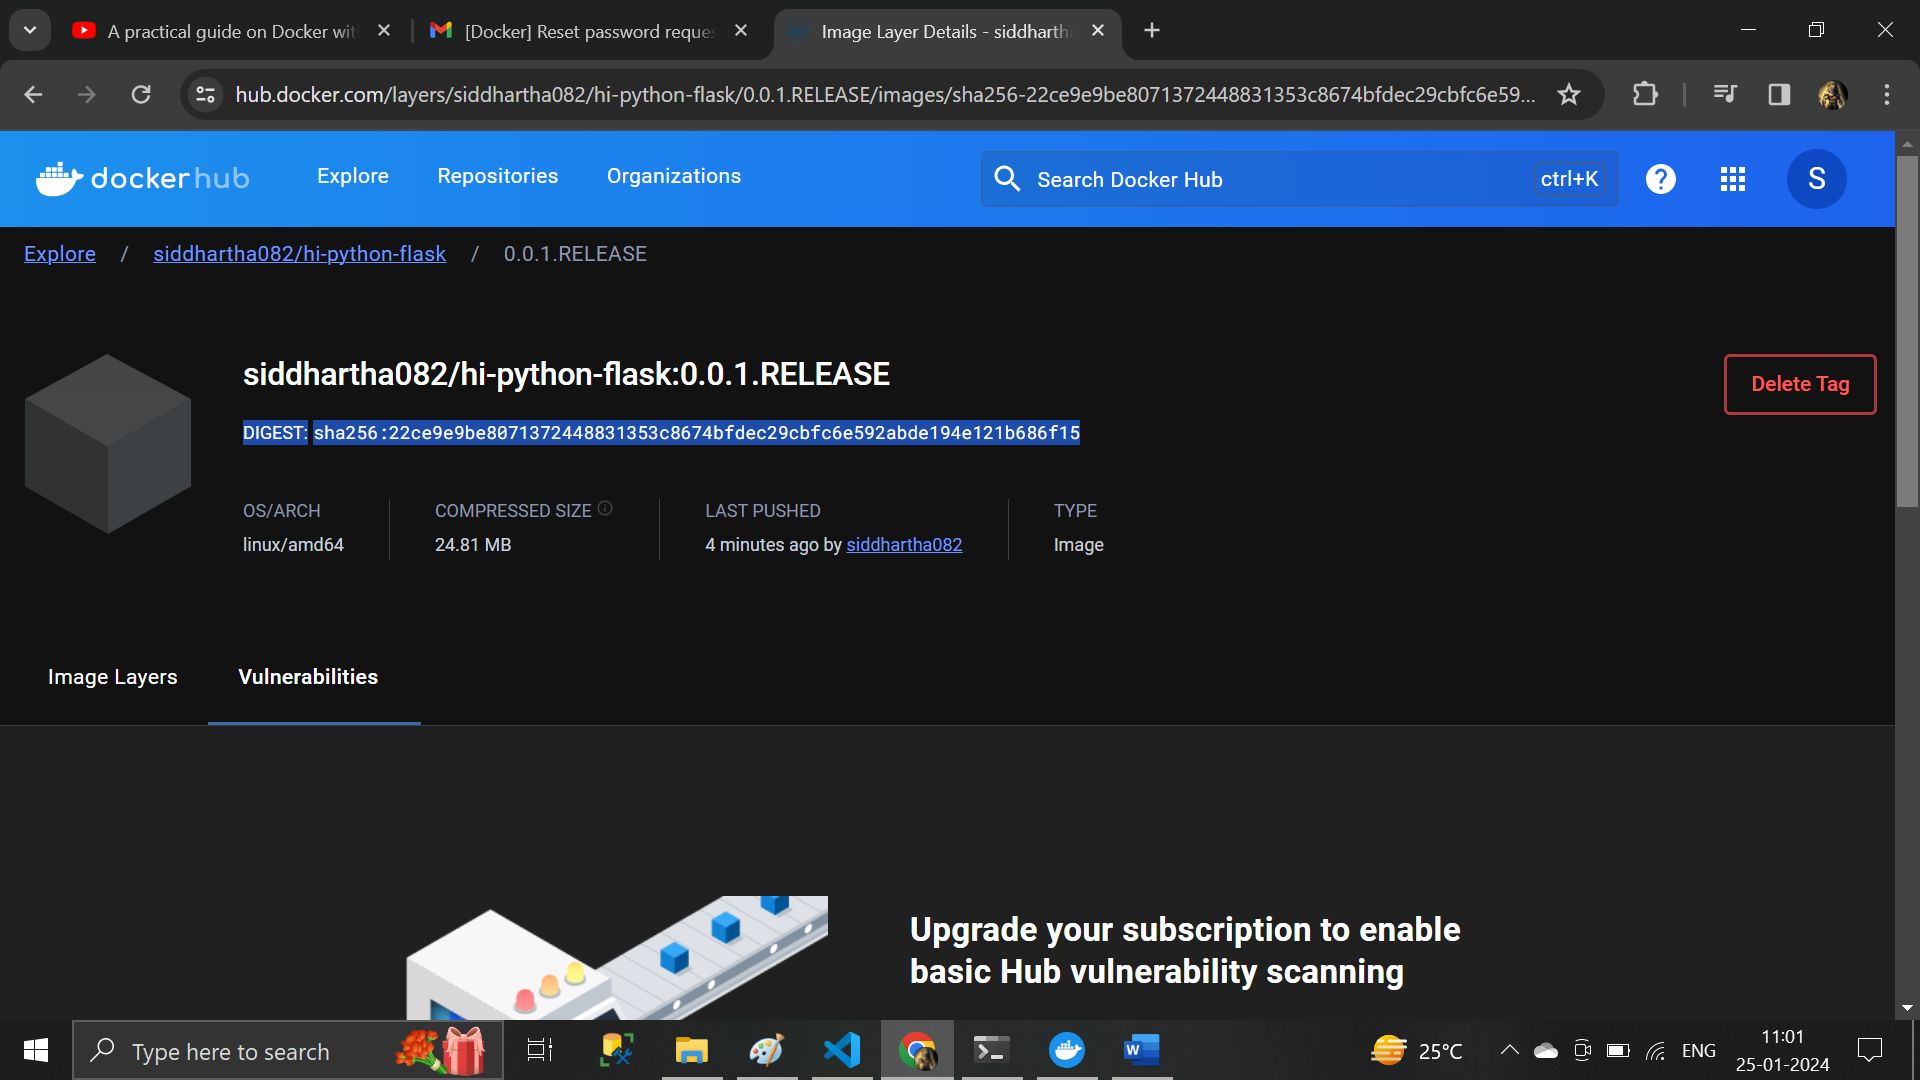 A practical guide on Docker wit
[Docker] Reset password reques
Image Layer Details - siddhartha
hub.docker.com/layers/siddhartha082/hi-python-flask/0.0.1.RELEASE/images/sha256-22ce9e9be8071372448831353c8674bfdec29cbfc6e59...
dockerhub
Explore
Repositories
Organizations
Search Docker Hub
ctrl+K
?
S
Explore / siddhartha082/hi-python-flask / 0.0.1.RELEASE
siddhartha082/hi-python-flask:0.0.1.RELEASE
Delete Tag
DIGEST: sha256:22ce9e9be8071372448831353c8674bfdec29cbfc6e592abde194e121b686f15
OS/ARCH
linux/amd64
COMPRESSED SIZE
24.81 MB
LAST PUSHED
4 minutes ago by siddhartha082
TYPE
Image
Image Layers
Vulnerabilities
Upgrade your subscription to enable
basic Hub vulnerability scanning
Type here to search
W
25°C
ENG
11:01
25-01-2024